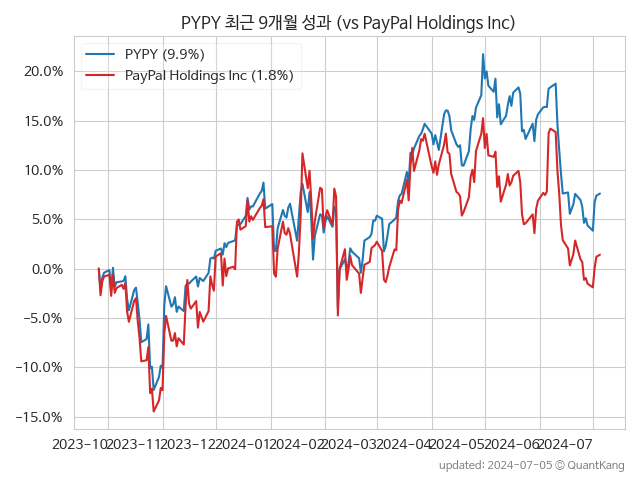 PYPY 최근 9개월 성과 (vs PayPal Holdings Inc)
PYPY (9.9%)
PayPal Holdings Inc (1.8%)
20.0%
15.0%
10.0%
5.0%
0.0%
−5.0%
−10.0%
−15.0%
2023-10 2023-11 2023-12 2024-01 2024-02 2024-03 2024-04 2024-05 2024-06 2024-07
updated: 2024-07-05 © QuantKang